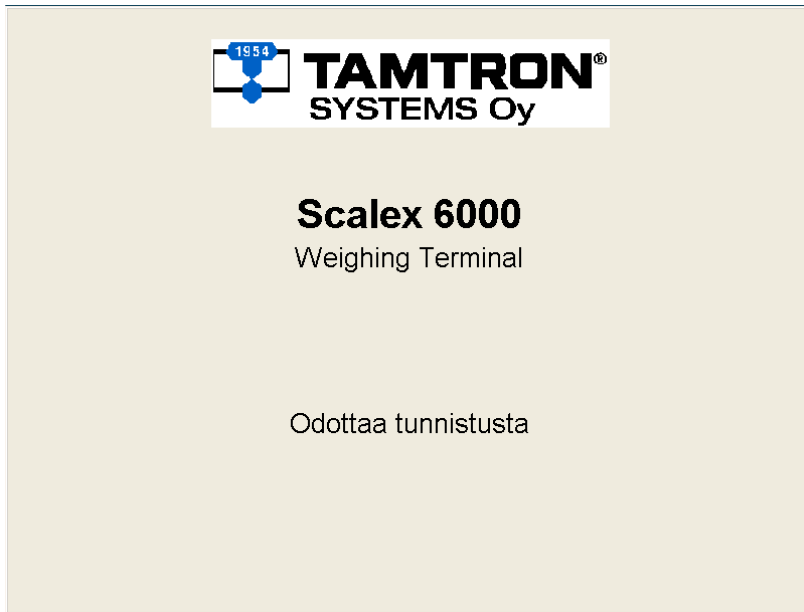 1954
TAMTRON®
SYSTEMS Oy
Scalex 6000
Weighing Terminal
Odottaa tunnistusta